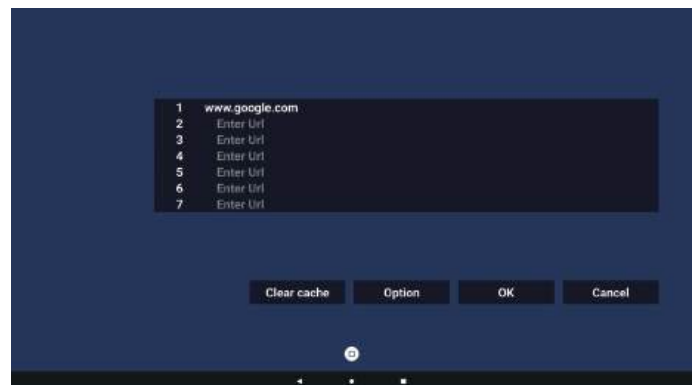 1 www.google.com
2 Enter Url
3 Enter Url
4 Enter Url
5 Enter Url
6 Enter Url
7 Enter Url
Clear cache Option OK Cancel